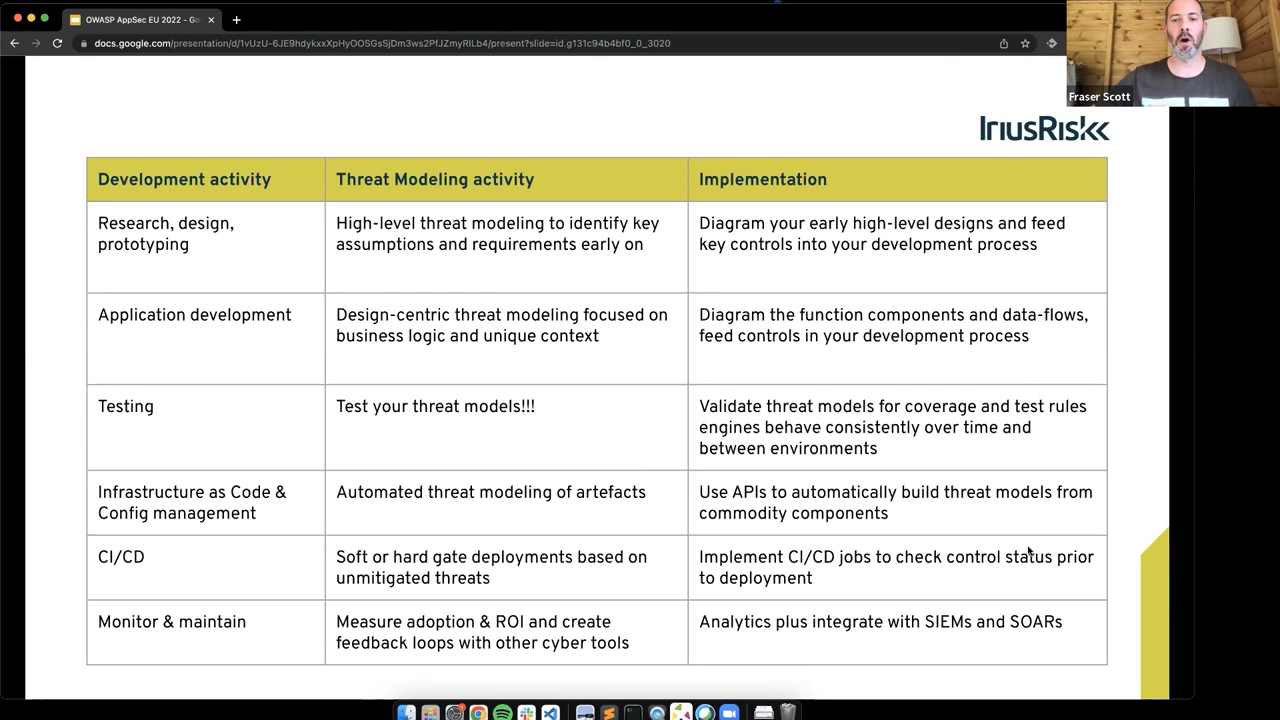 OWASP AppSec EU 2022 - Go
docs.google.com/presentation/d/1vUzU-6JE9hdykxxXpHyOOSGsSjDm3ws2PfJZmyRILb4/present?slide=id.g131c94b4bf0_0_3020
Fraser Scott
IriusRisk
Development activity
Threat Modeling activity
Implementation
Research, design,
prototyping
High-level threat modeling to identify key
assumptions and requirements early on
Diagram your early high-level designs and feed
key controls into your development process
Application development
Design-centric threat modeling focused on
business logic and unique context
Diagram the function components and data-flows,
feed controls in your development process
Testing
Test your threat models!!!
Validate threat models for coverage and test rules
engines behave consistently over time and
between environments
Infrastructure as Code &
Config management
Automated threat modeling of artefacts
Use APIs to automatically build threat models from
commodity components
CI/CD
Soft or hard gate deployments based on
unmitigated threats
Implement CI/CD jobs to check control status prior
to deployment
Monitor & maintain
Measure adoption & ROI and create
feedback loops with other cyber tools
Analytics plus integrate with SIEMs and SOARs